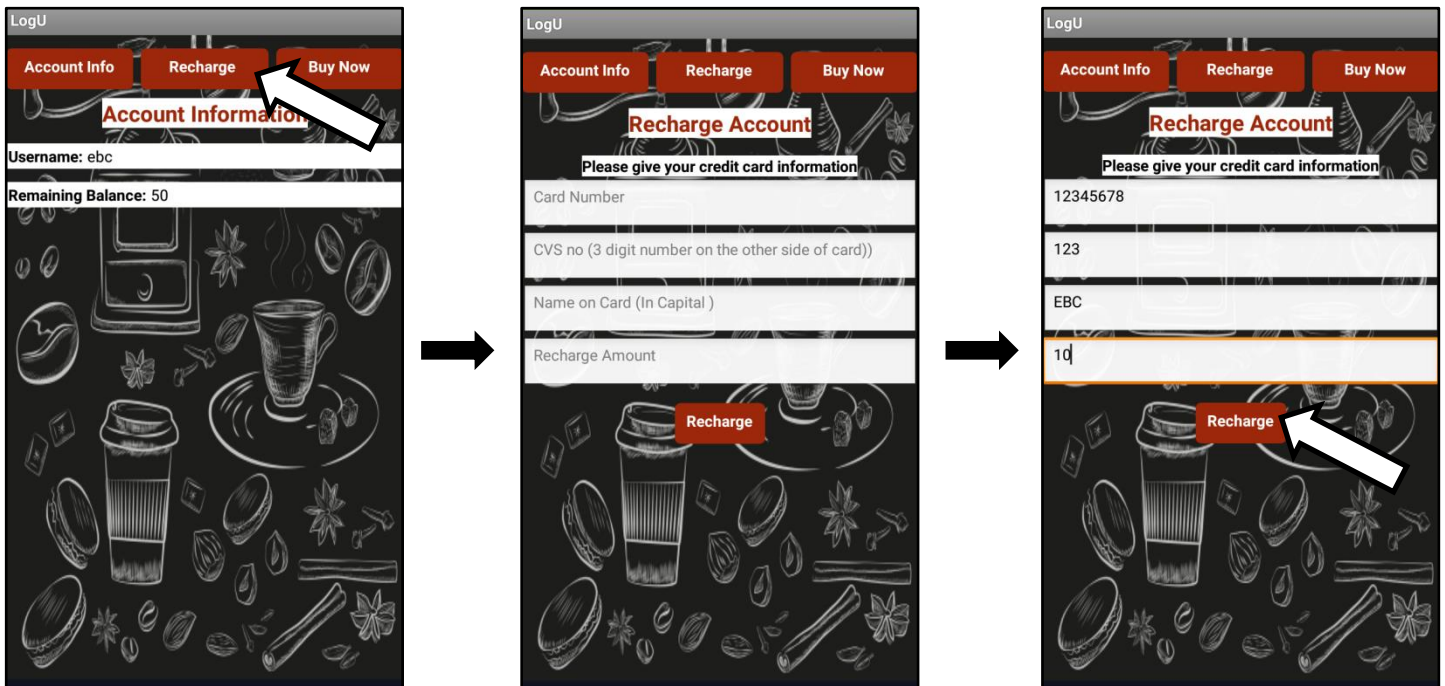 LogU
Account Info Recharge Buy Now
Account Information
Username: ebc
Remaining Balance: 50
LogU
Account Info Recharge Buy Now
Recharge Account
Please give your credit card information
Card Number
CVS no (3 digit number on the other side of card))
Name on Card (In Capital )
Recharge Amount
Recharge
LogU
Account Info Recharge Buy Now
Recharge Account
Please give your credit card information
12345678
123
EBC
10
Recharge